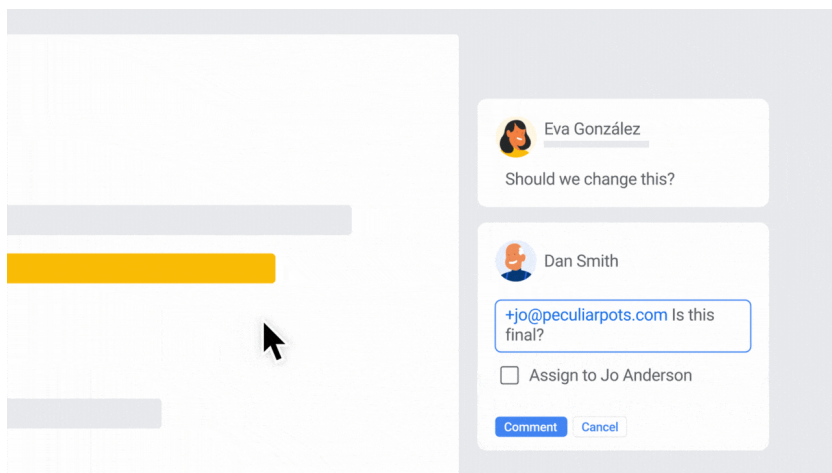 Eva González
Should we change this?
Dan Smith
+jo@peculiarpots.com Is this
final?
Assign to Jo Anderson
Comment Cancel